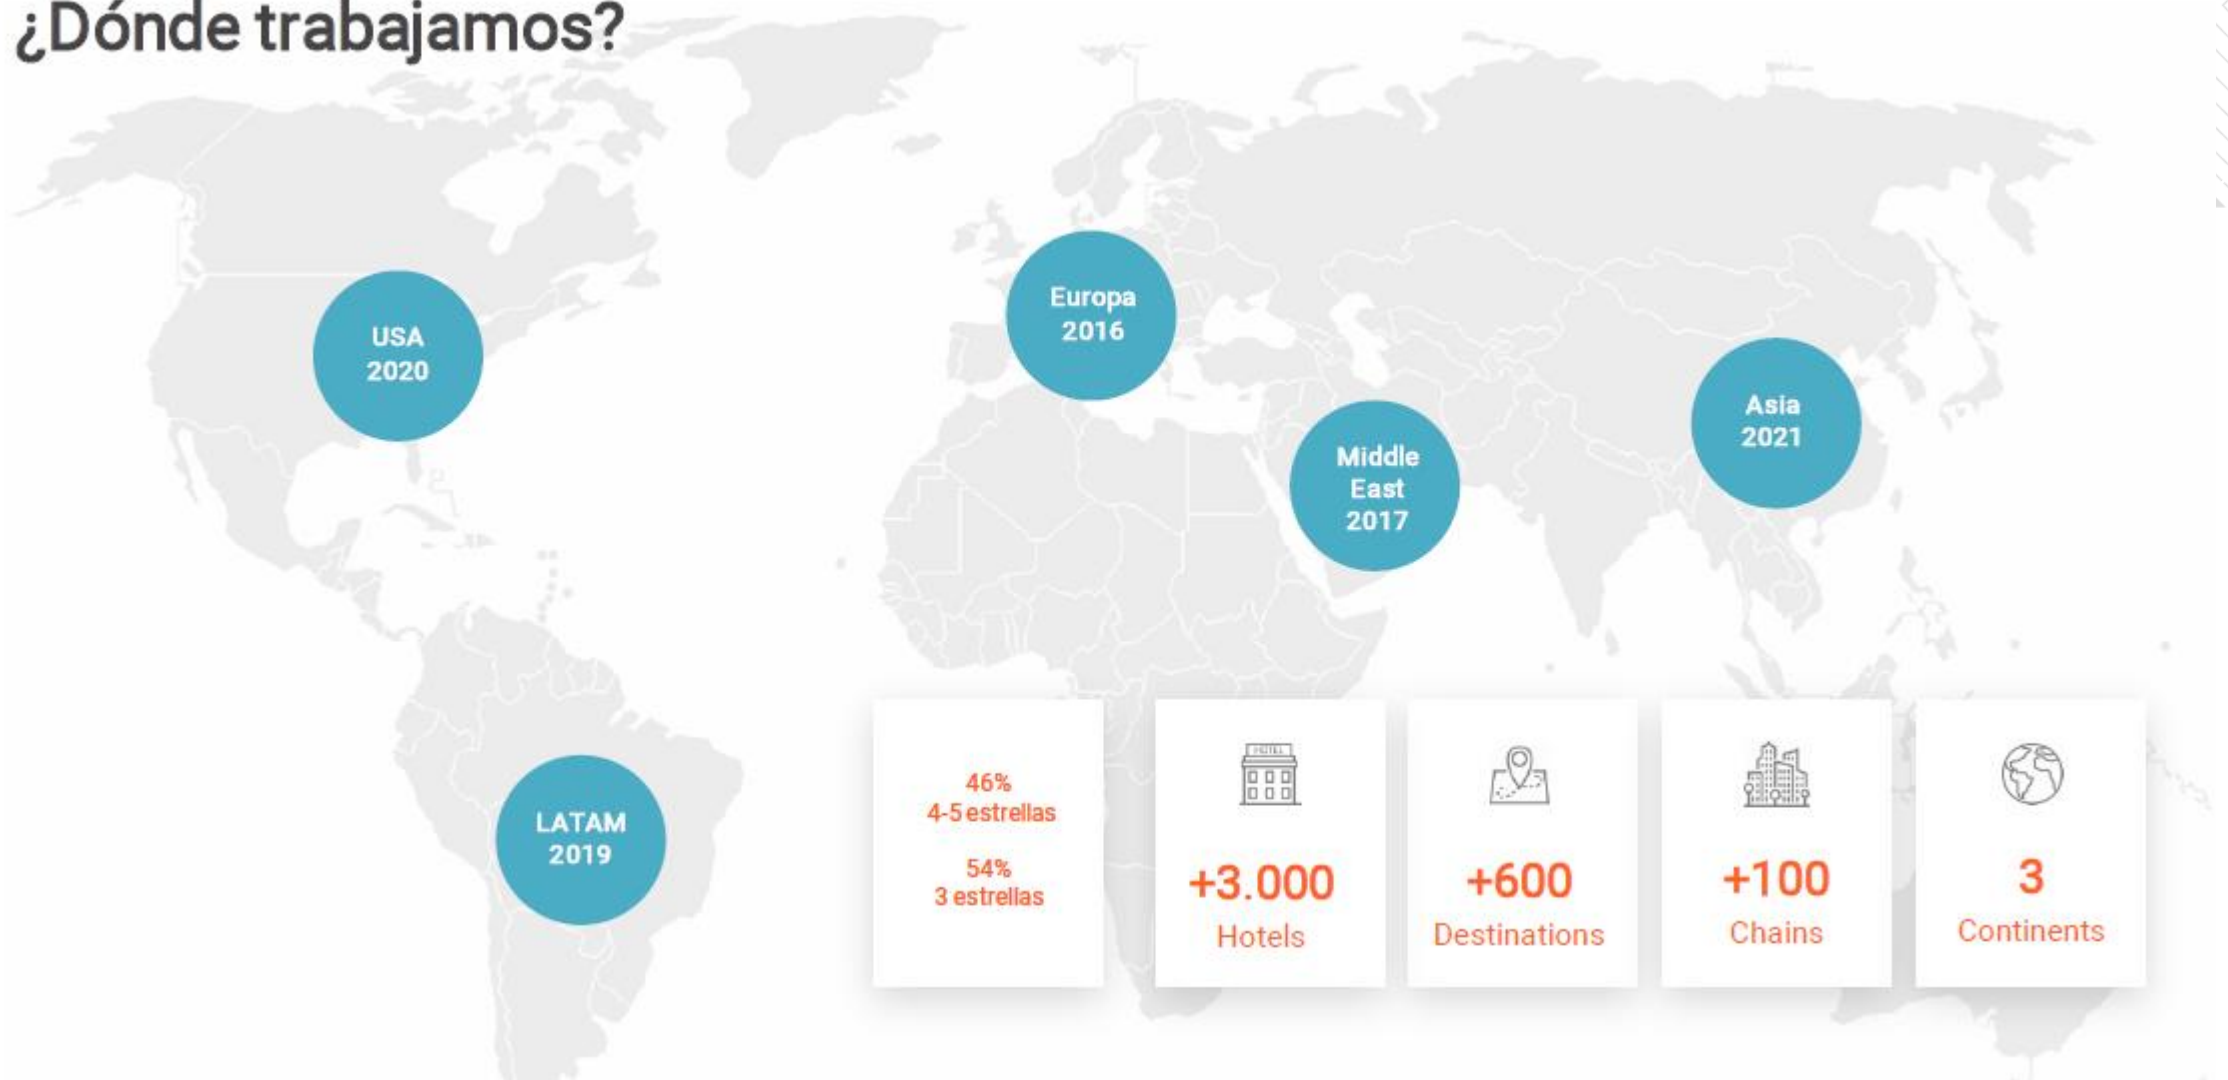 ¿Dónde trabajamos?
USA
2020
Europa
2016
Middle
East
2017
Asia
2021
LATAM
2019
46%
4-5 estrellas
54%
3 estrellas
HOTEL
+3.000
Hotels
+600
Destinations
+100
Chains
3
Continents